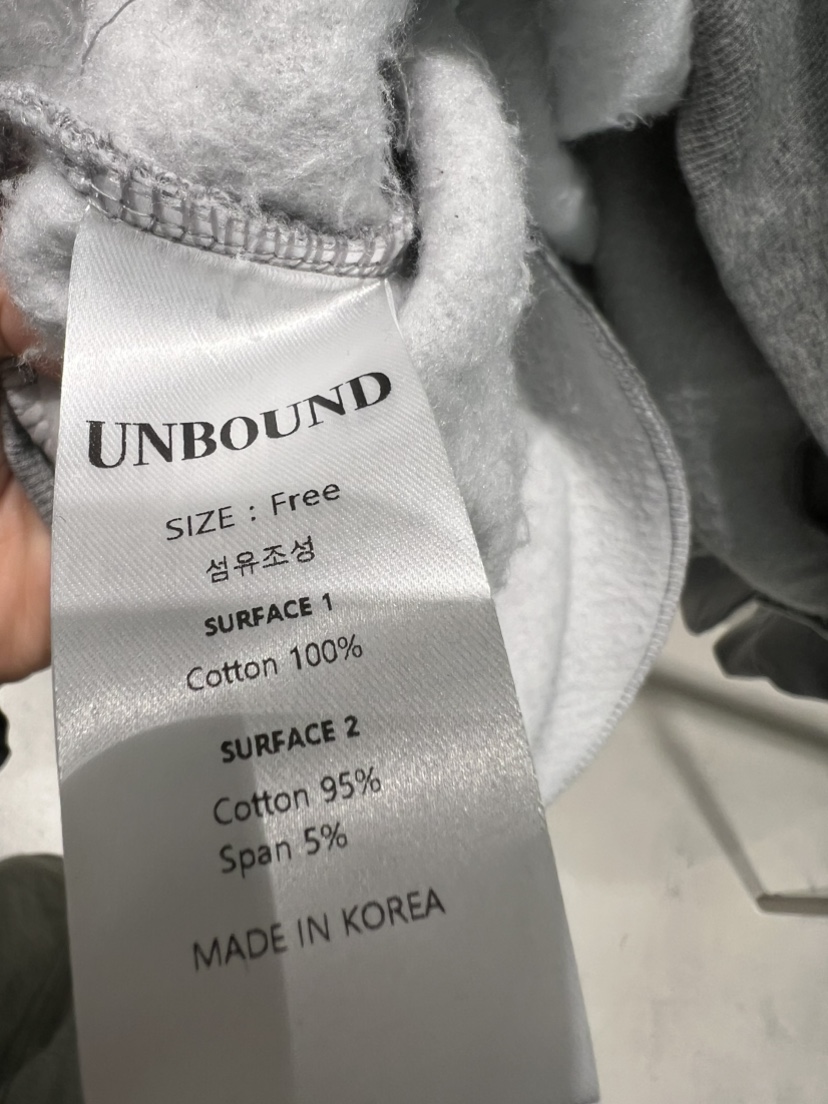 UNBOUND
SIZE : Free
섬유조성
SURFACE 1
Cotton 100%
SURFACE 2
Cotton 95%
Span 5%
MADE IN KOREA